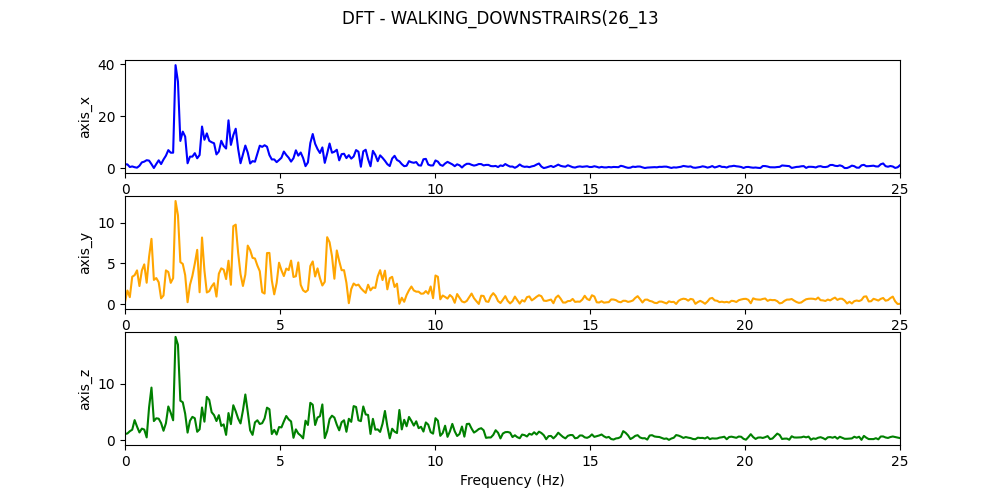 DFT - WALKING_DOWNSTRAIRS(26_13
40
20
0
axis_x
0 5 10 15 20 25
10
5
0
axis_y
0 5 10 15 20 25
10
0
axis_z
0 5 10 15 20 25
Frequency (Hz)